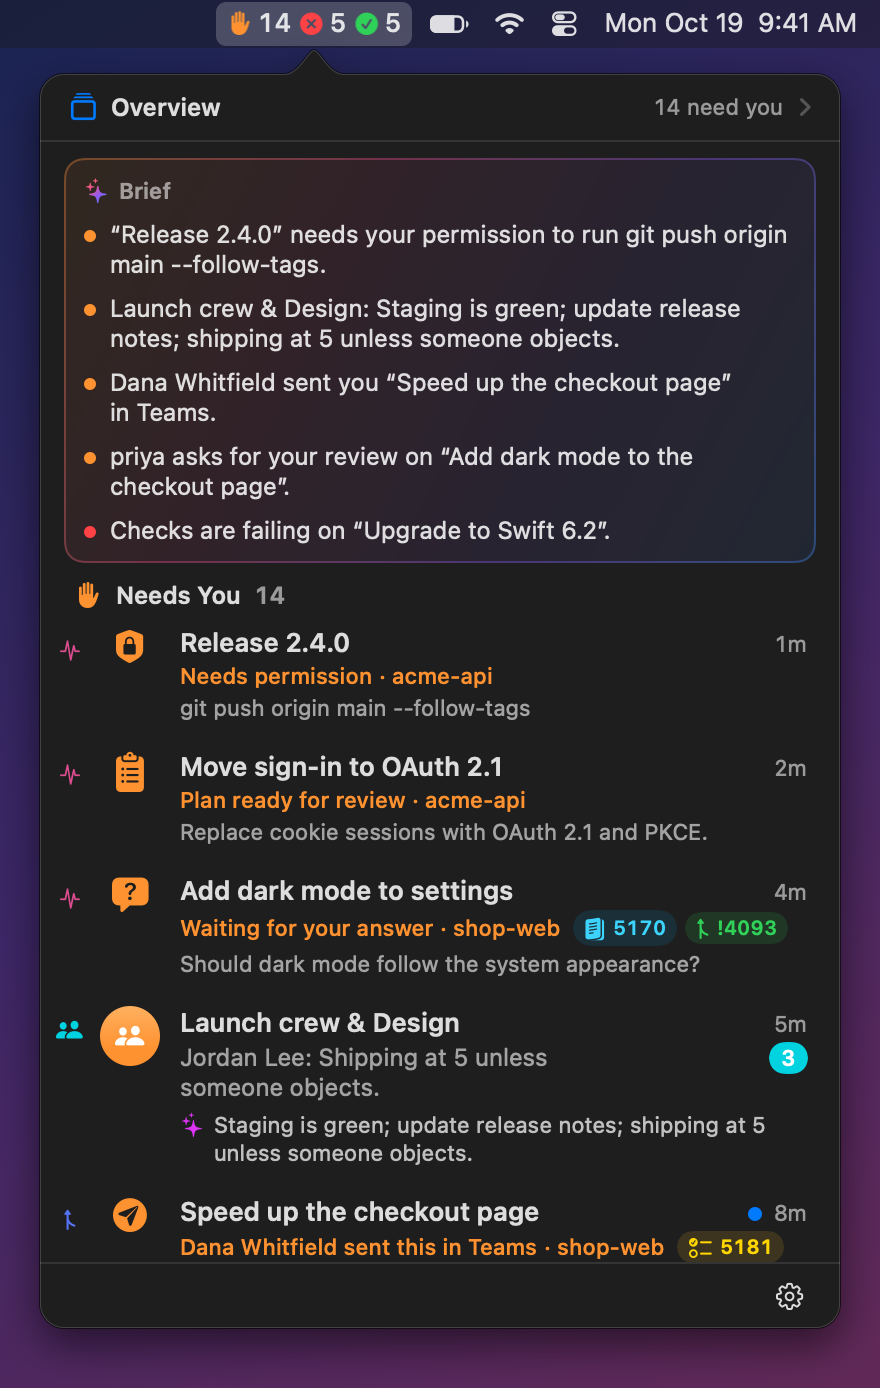 14 5 5 Mon Oct 19 9:41 AM
Overview 14 need you
Brief
“Release 2.4.0” needs your permission to run git push origin
main --follow-tags.
Launch crew & Design: Staging is green; update release
notes; shipping at 5 unless someone objects.
Dana Whitfield sent you “Speed up the checkout page”
in Teams.
priya asks for your review on “Add dark mode to the
checkout page”.
Checks are failing on “Upgrade to Swift 6.2”.
Needs You 14
Release 2.4.0 1m
Needs permission · acme-api
git push origin main --follow-tags
Move sign-in to OAuth 2.1 2m
Plan ready for review · acme-api
Replace cookie sessions with OAuth 2.1 and PKCE.
Add dark mode to settings 4m
Waiting for your answer · shop-web 5170 !4093
Should dark mode follow the system appearance?
Launch crew & Design 5m
Jordan Lee: Shipping at 5 unless 3
someone objects.
Staging is green; update release notes; shipping at 5
unless someone objects.
Speed up the checkout page 8m
Dana Whitfield sent this in Teams · shop-web 5181